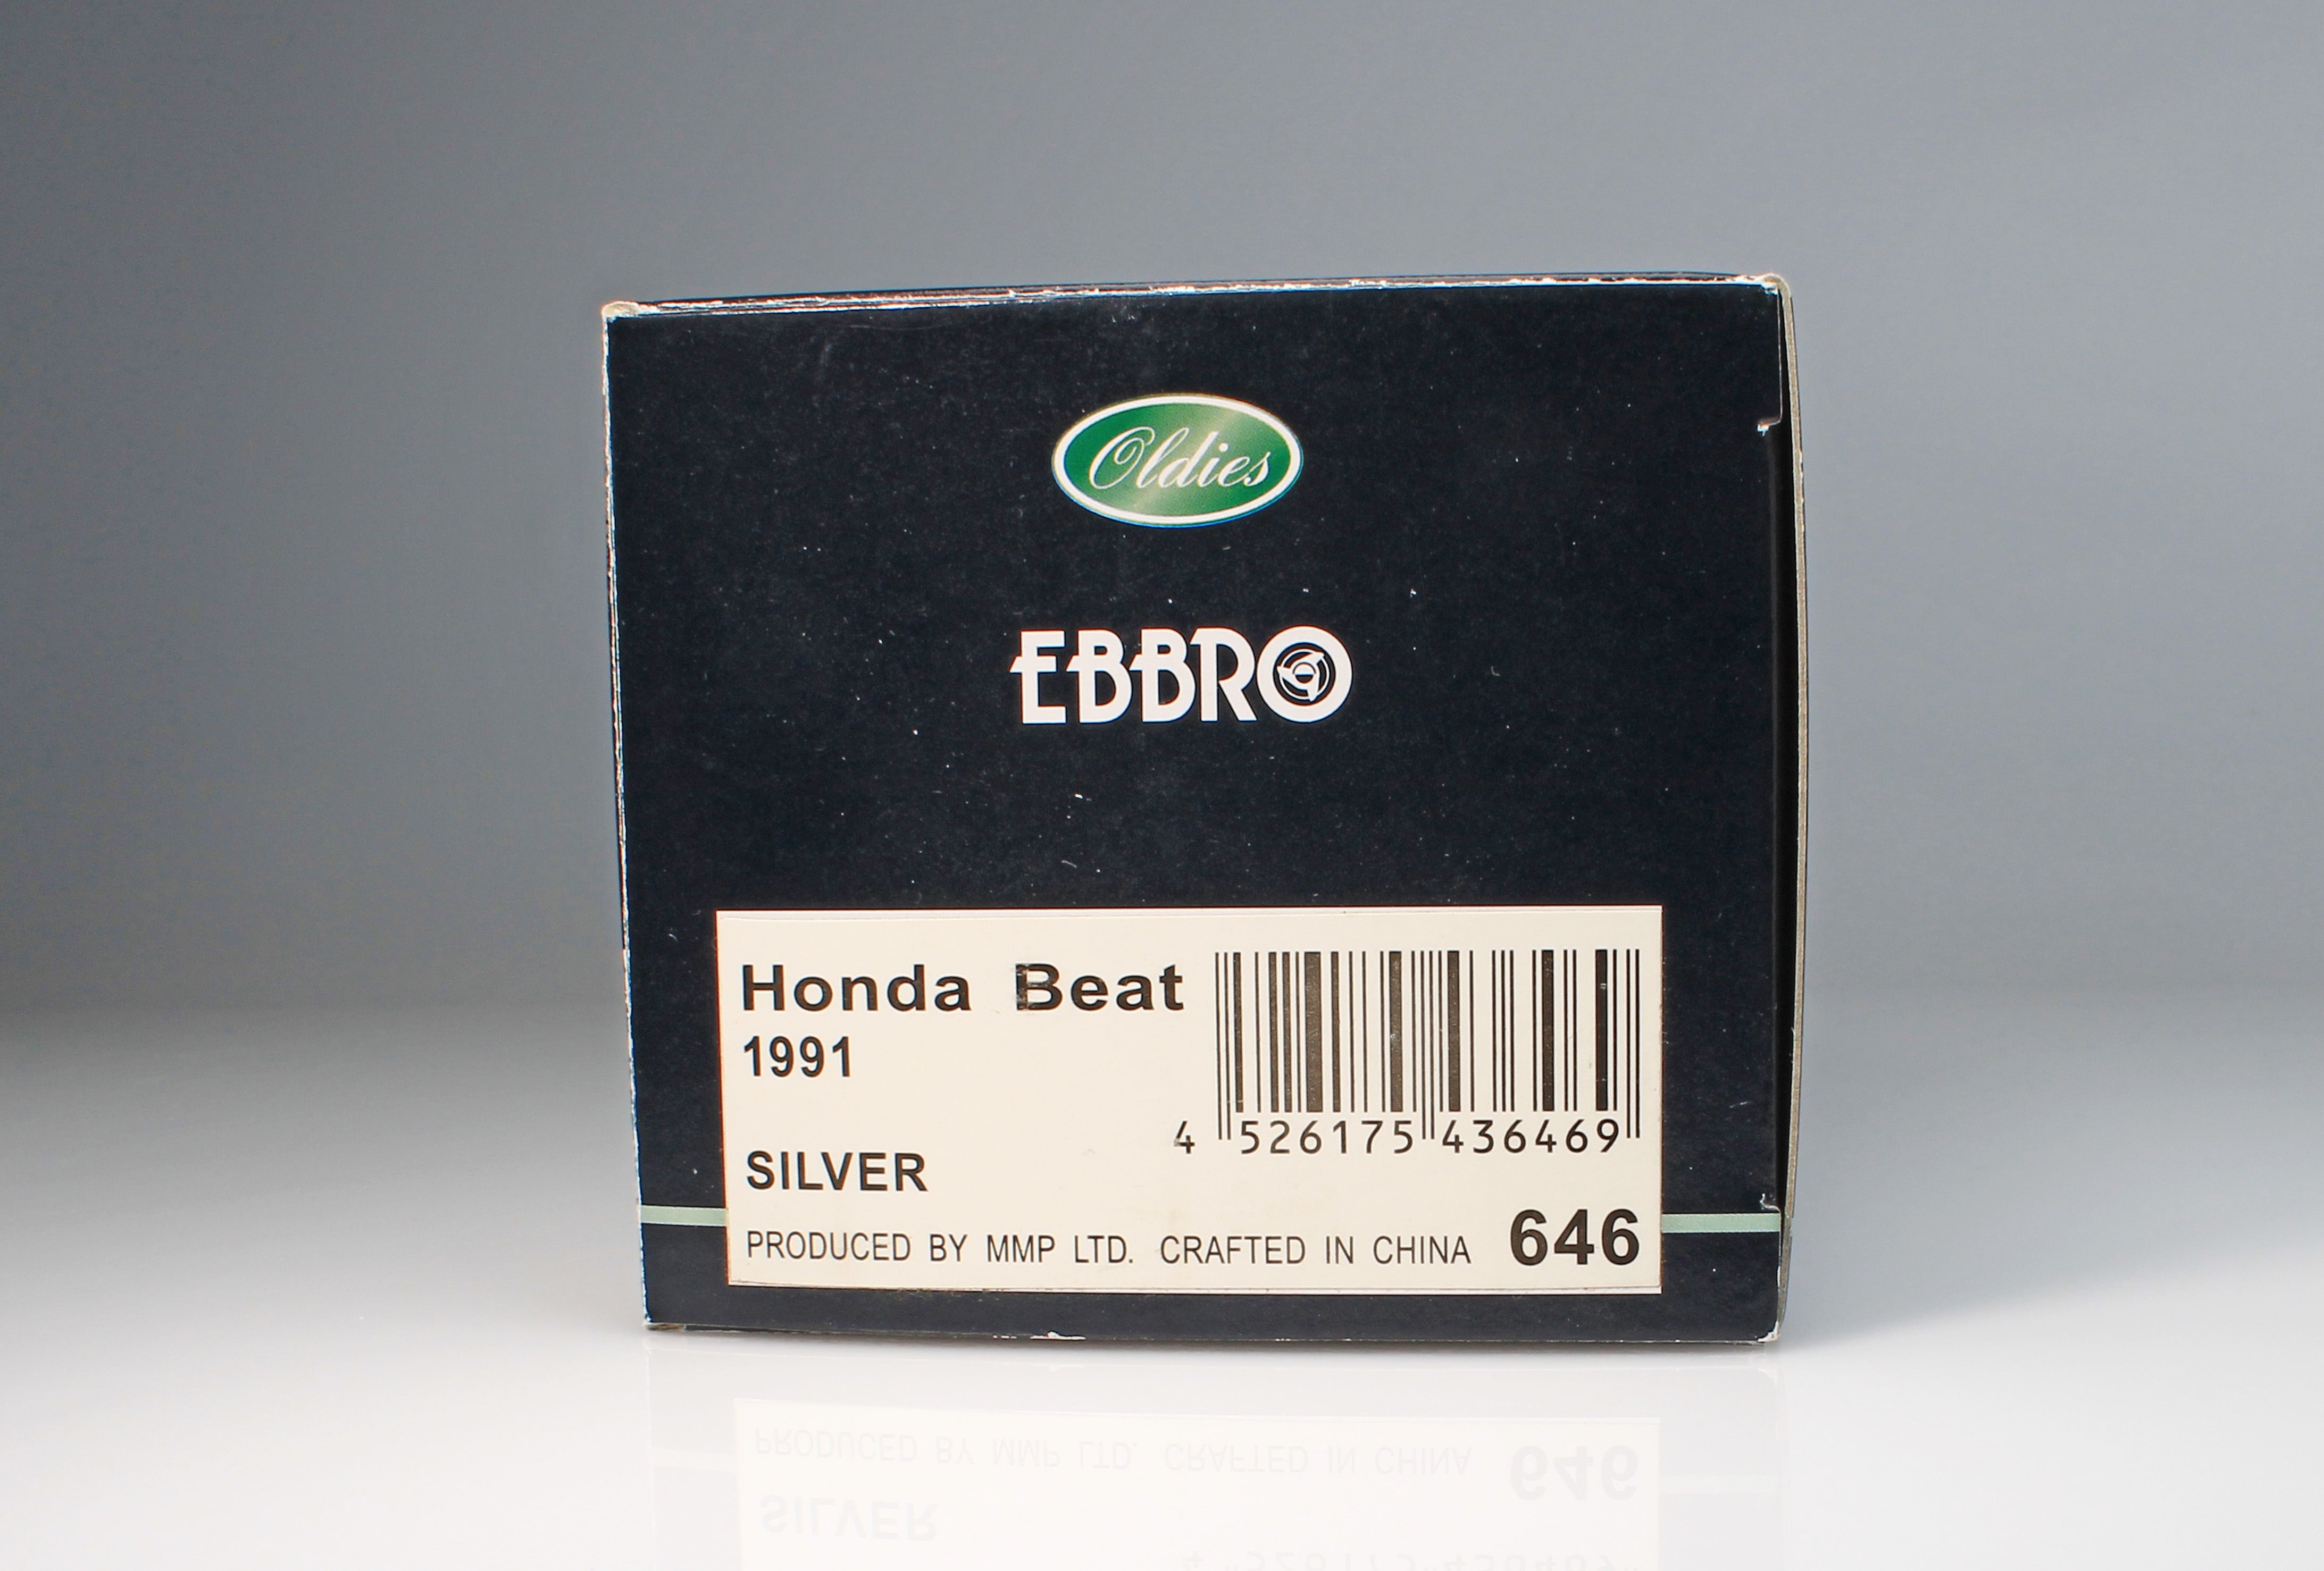 Oldies
EBBRO
Honda Beat
1991
4 526175 436469
SILVER
PRODUCED BY MMP LTD. CRAFTED IN CHINA 646